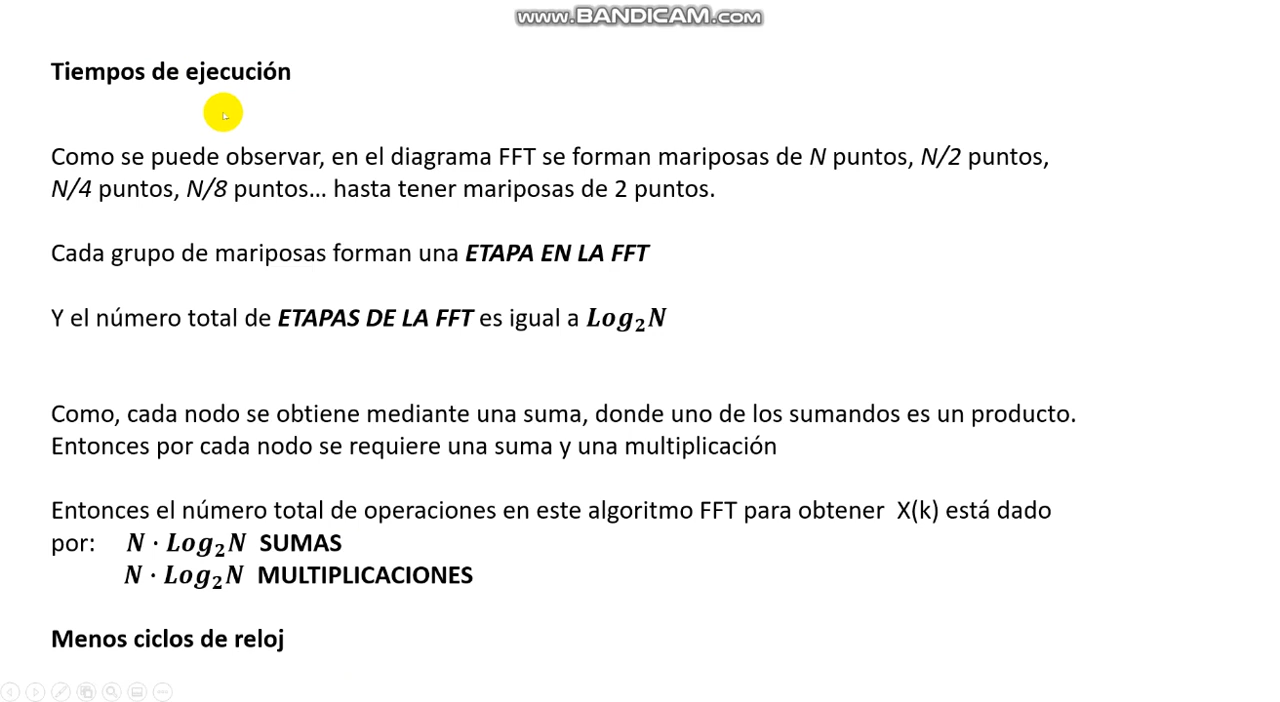 www.BANDICAM.com
Tiempos de ejecución
Como se puede observar, en el diagrama FFT se forman mariposas de N puntos, N/2 puntos,
N/4 puntos, N/8 puntos... hasta tener mariposas de 2 puntos.
Cada grupo de mariposas forman una ETAPA EN LA FFT
Y el número total de ETAPAS DE LA FFT es igual a Log₂N
Como, cada nodo se obtiene mediante una suma, donde uno de los sumandos es un producto.
Entonces por cada nodo se requiere una suma y una multiplicación
Entonces el número total de operaciones en este algoritmo FFT para obtener X(k) está dado
por: N · Log₂N SUMAS
N · Log₂N MULTIPLICACIONES
Menos ciclos de reloj